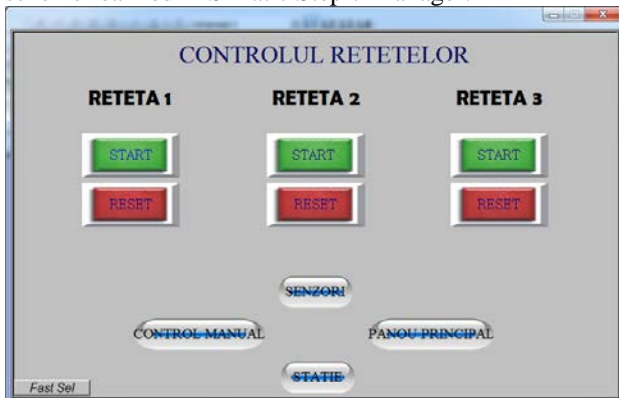 CONTROLUL RETETELOR
RETETA 1 RETETA 2 RETETA 3
START START START
RESET RESET RESET
SENZORI
CONTROL MANUAL PANOU PRINCIPAL
STATIE
Fast Sel